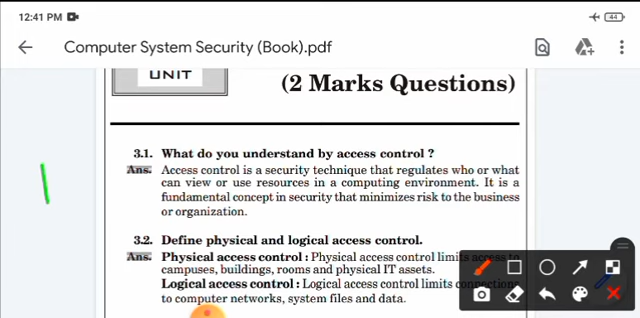 12:41 PM
44
Computer System Security (Book).pdf
UNIT
(2 Marks Questions)
3.1. What do you understand by access control ?
Ans. Access control is a security technique that regulates who or what
can view or use resources in a computing environment. It is a
fundamental concept in security that minimizes risk to the business
or organization.
3.2. Define physical and logical access control.
Ans. Physical access control : Physical access control limits access to
campuses, buildings, rooms and physical IT assets.
Logical access control : Logical access control limits connections
to computer networks, system files and data.